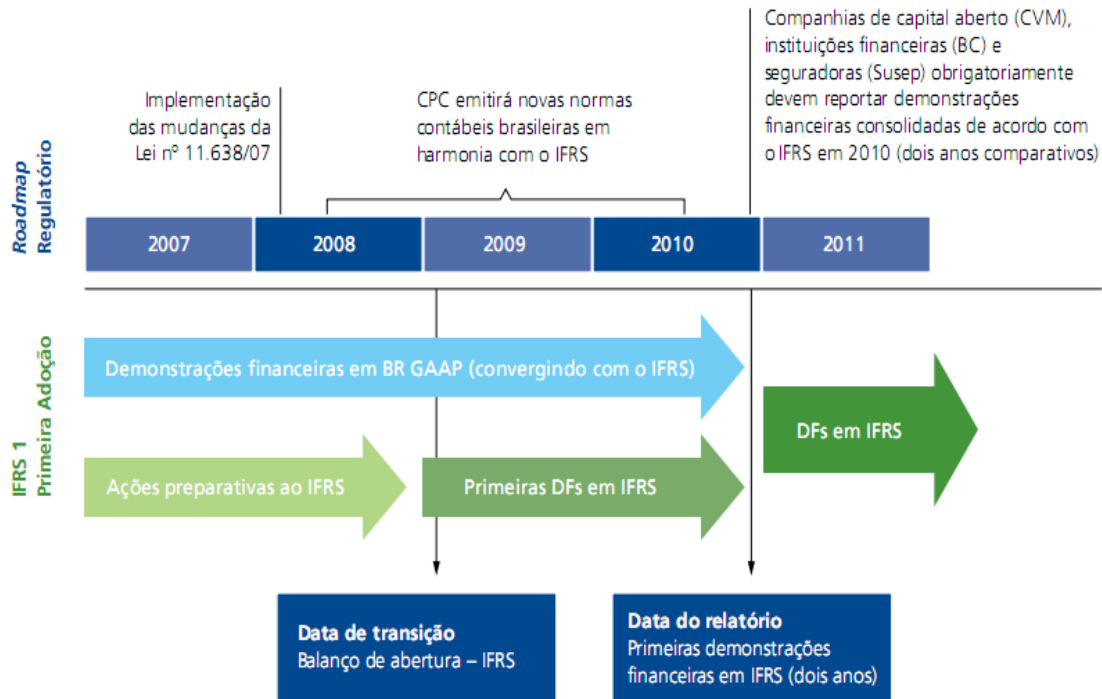 Companhias de capital aberto (CVM),
instituições financeiras (BC) e
seguradoras (Susep) obrigatoriamente
devem reportar demonstrações
financeiras consolidadas de acordo com
o IFRS em 2010 (dois anos comparativos)
Implementação
das mudanças da
Lei nº 11.638/07
CPC emitirá novas normas
contábeis brasileiras em
harmonia com o IFRS
Roadmap
Regulatório
2007
2008
2009
2010
2011
IFRS 1
Primeira Adoção
Demonstrações financeiras em BR GAAP (convergindo com o IFRS)
DFs em IFRS
Ações preparativas ao IFRS
Primeiras DFs em IFRS
Data de transição
Balanço de abertura – IFRS
Data do relatório
Primeiras demonstrações
financeiras em IFRS (dois anos)